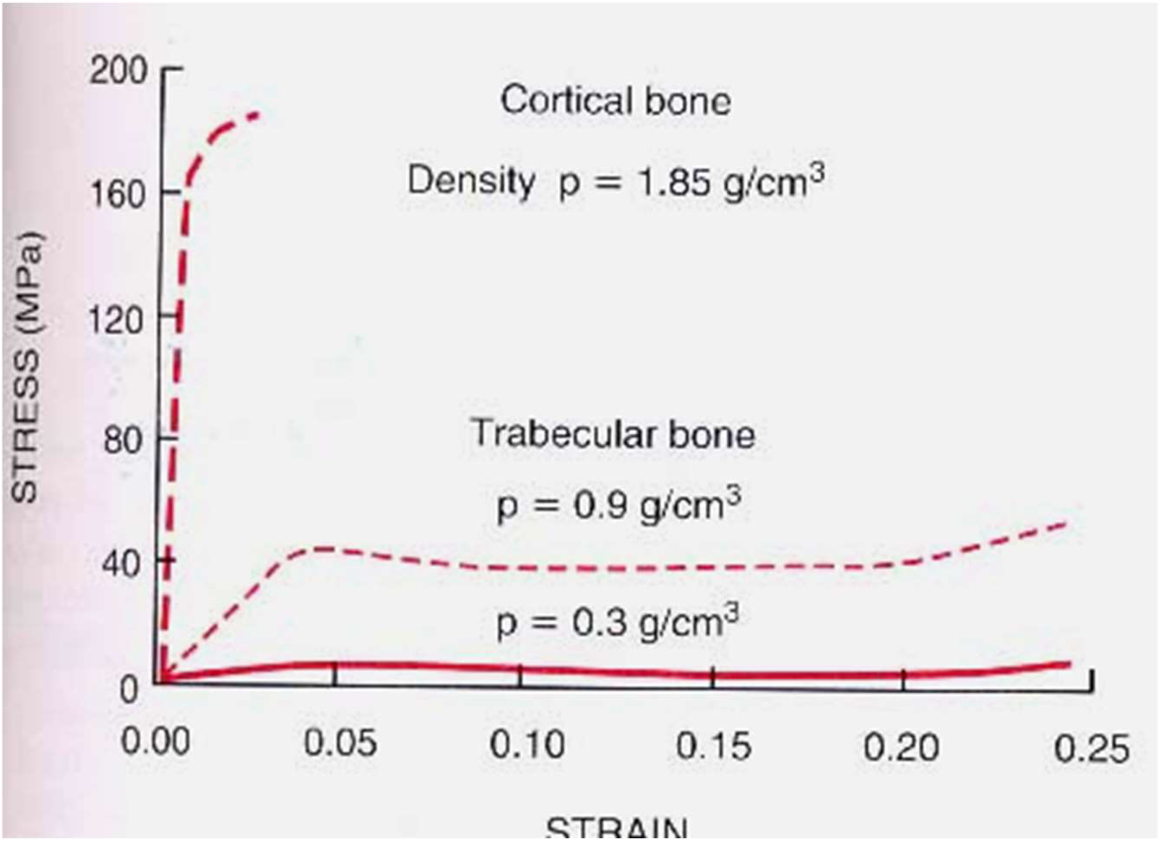 200
160
120
80
40
0
STRESS (MPa)
Cortical bone
Density p = 1.85 g/cm³
Trabecular bone
p = 0.9 g/cm³
p = 0.3 g/cm³
0.00 0.05 0.10 0.15 0.20 0.25
STRAIN